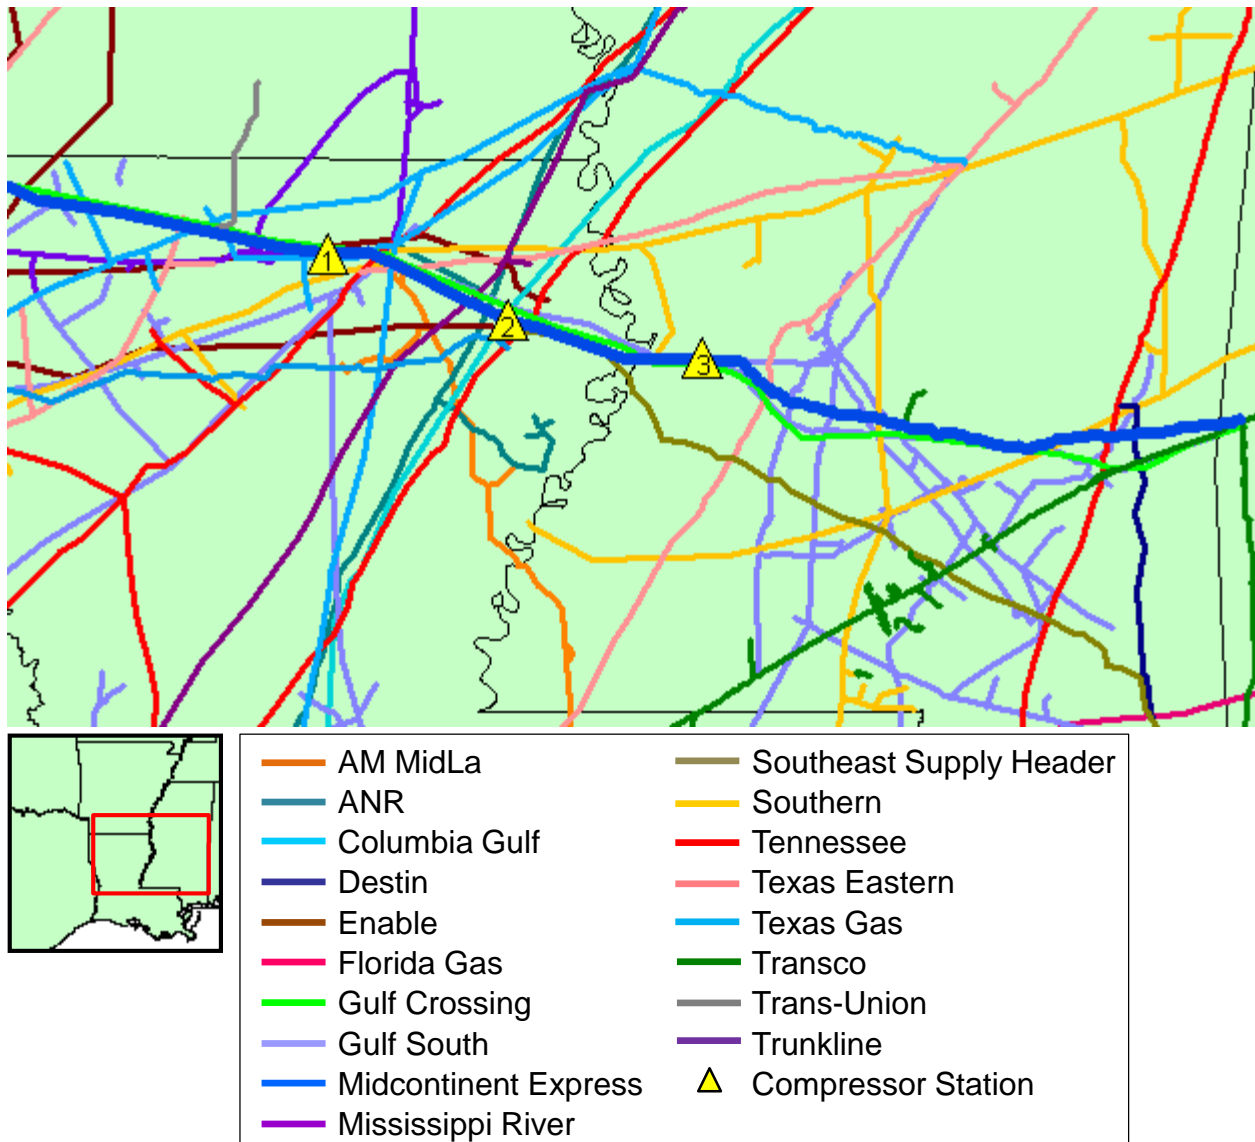 1
2
3
AM MidLa
ANR
Columbia Gulf
Destin
Enable
Florida Gas
Gulf Crossing
Gulf South
Midcontinent Express
Mississippi River
Southeast Supply Header
Southern
Tennessee
Texas Eastern
Texas Gas
Transco
Trans-Union
Trunkline
Compressor Station